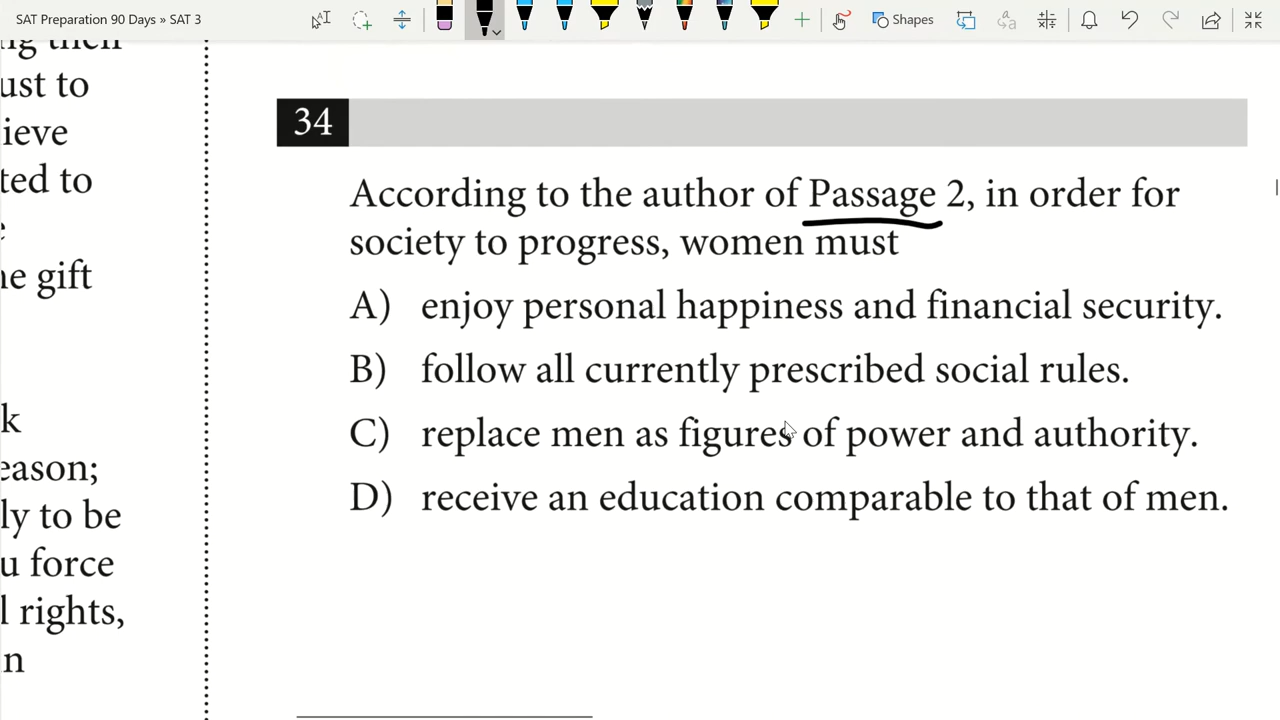 SAT Preparation 90 Days » SAT 3
Shapes
ng their
ust to
ieve
ted to
e
ne gift
k
eason;
ly to be
u force
l rights,
n
34
According to the author of Passage 2, in order for
society to progress, women must
A) enjoy personal happiness and financial security.
B) follow all currently prescribed social rules.
C) replace men as figures of power and authority.
D) receive an education comparable to that of men.